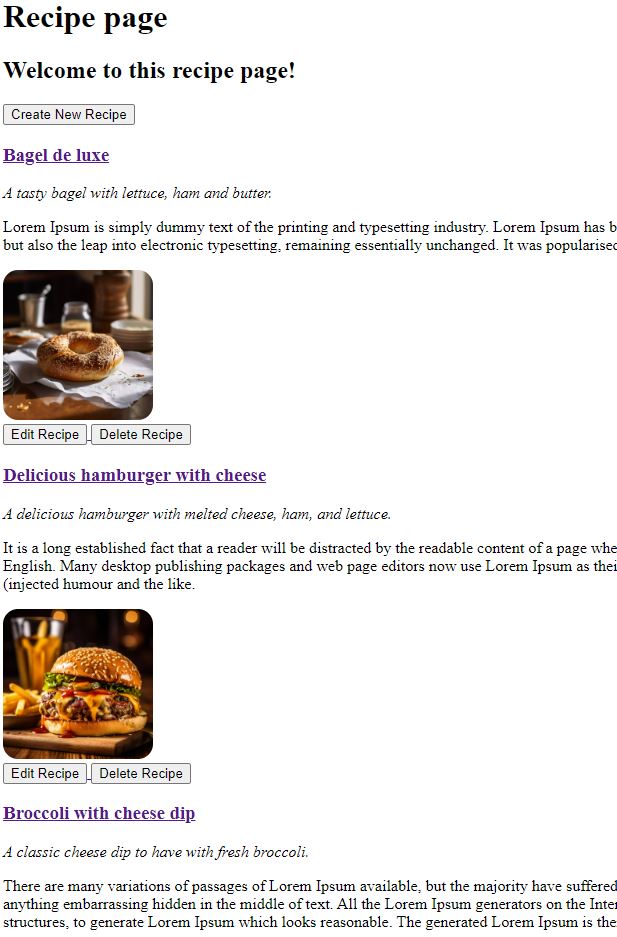 Recipe page
Welcome to this recipe page!
Create New Recipe
Bagel de luxe
A tasty bagel with lettuce, ham and butter.
Lorem Ipsum is simply dummy text of the printing and typesetting industry. Lorem Ipsum has b
but also the leap into electronic typesetting, remaining essentially unchanged. It was popularised
Edit Recipe Delete Recipe
Delicious hamburger with cheese
A delicious hamburger with melted cheese, ham, and lettuce.
It is a long established fact that a reader will be distracted by the readable content of a page whe
English. Many desktop publishing packages and web page editors now use Lorem Ipsum as thei
(injected humour and the like.
Edit Recipe Delete Recipe
Broccoli with cheese dip
A classic cheese dip to have with fresh broccoli.
There are many variations of passages of Lorem Ipsum available, but the majority have suffered
anything embarrassing hidden in the middle of text. All the Lorem Ipsum generators on the Inter
structures, to generate Lorem Ipsum which looks reasonable. The generated Lorem Ipsum is the